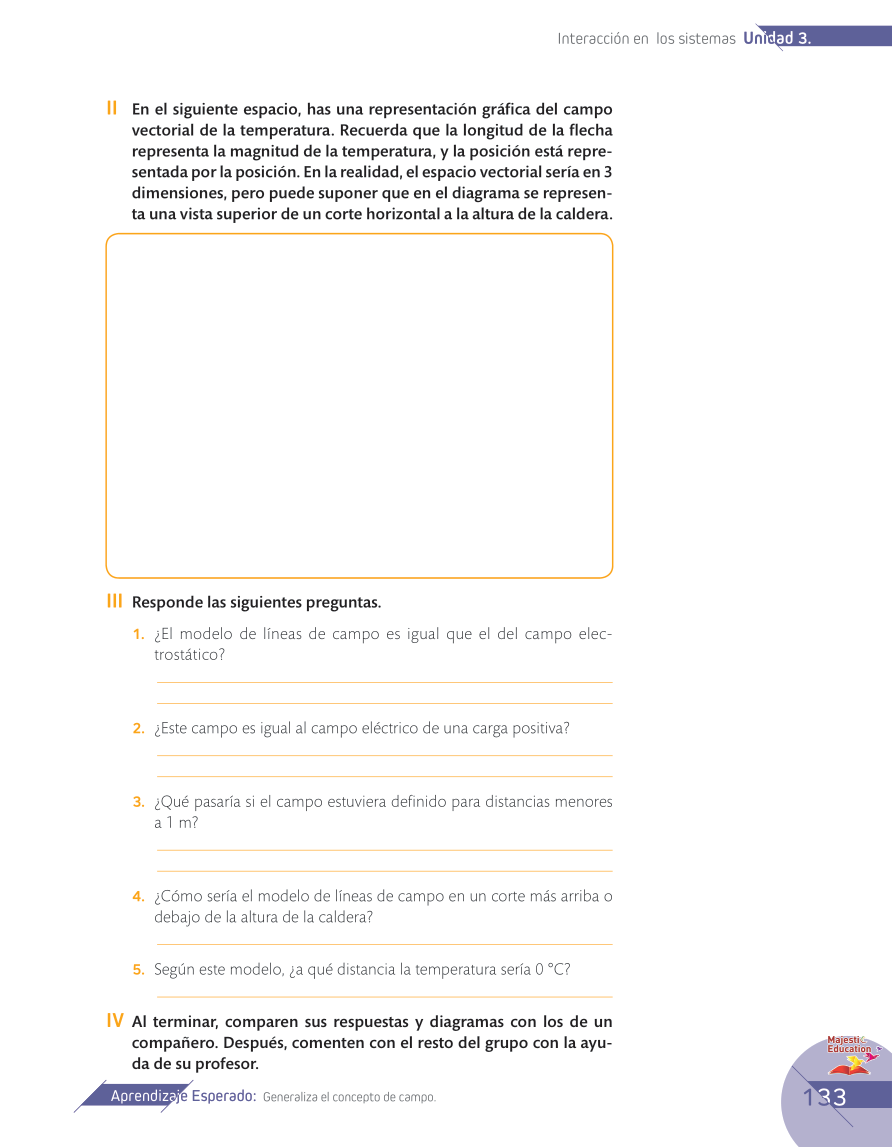 Interacción en los sistemas Unidad 3.
II En el siguiente espacio, has una representación gráfica del campo
vectorial de la temperatura. Recuerda que la longitud de la flecha
representa la magnitud de la temperatura, y la posición está repre-
sentada por la posición. En la realidad, el espacio vectorial sería en 3
dimensiones, pero puede suponer que en el diagrama se represen-
ta una vista superior de un corte horizontal a la altura de la caldera.
III Responde las siguientes preguntas.
1. ¿El modelo de líneas de campo es igual que el del campo elec-
trostático?
2. ¿Este campo es igual al campo eléctrico de una carga positiva?
3. ¿Qué pasaría si el campo estuviera definido para distancias menores
a 1 m?
4. ¿Cómo sería el modelo de líneas de campo en un corte más arriba o
debajo de la altura de la caldera?
5. Según este modelo, ¿a qué distancia la temperatura sería 0 °C?
IV Al terminar, comparen sus respuestas y diagramas con los de un
compañero. Después, comenten con el resto del grupo con la ayu-
da de su profesor.
Majestic
Education
Aprendizaje Esperado: Generaliza el concepto de campo.
133